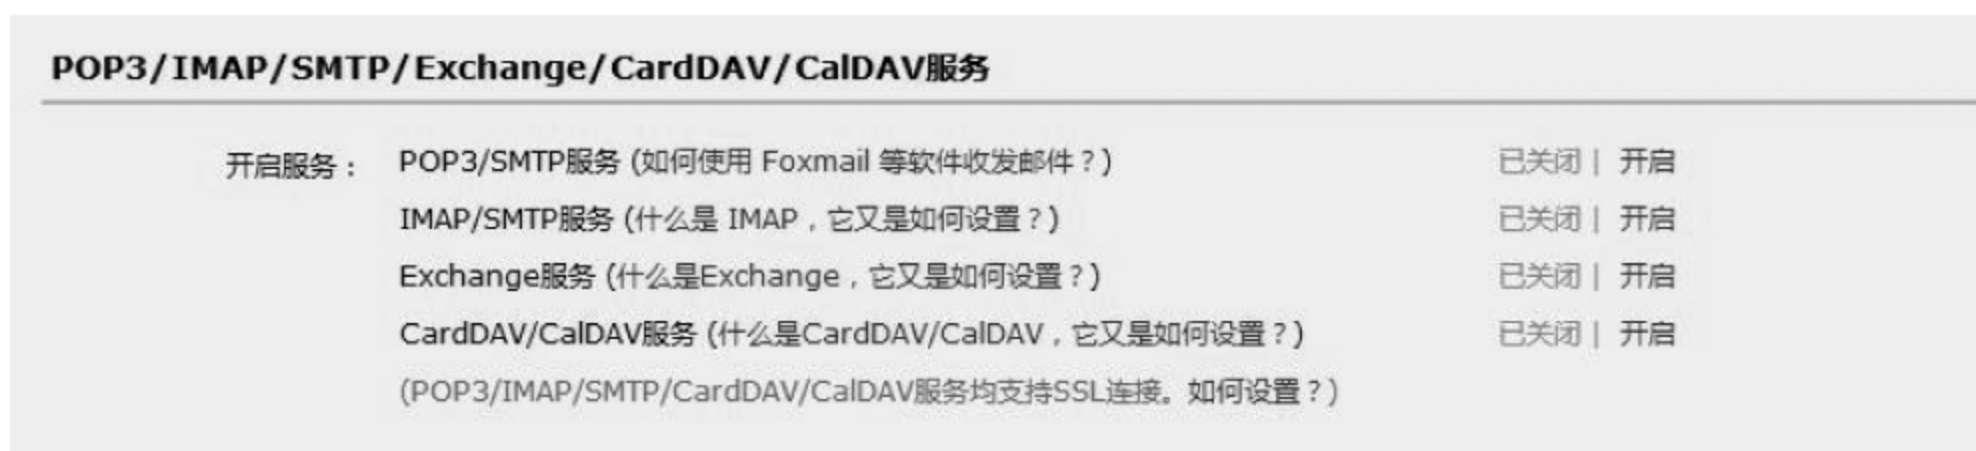 POP3/IMAP/SMTP/Exchange/CardDAV/CalDAV服务
开启服务： POP3/SMTP服务 (如何使用 Foxmail 等软件收发邮件？) 已关闭 | 开启
IMAP/SMTP服务 (什么是 IMAP，它又是如何设置？) 已关闭 | 开启
Exchange服务 (什么是Exchange，它又是如何设置？) 已关闭 | 开启
CardDAV/CalDAV服务 (什么是CardDAV/CalDAV，它又是如何设置？) 已关闭 | 开启
(POP3/IMAP/SMTP/CardDAV/CalDAV服务均支持SSL连接。如何设置？)